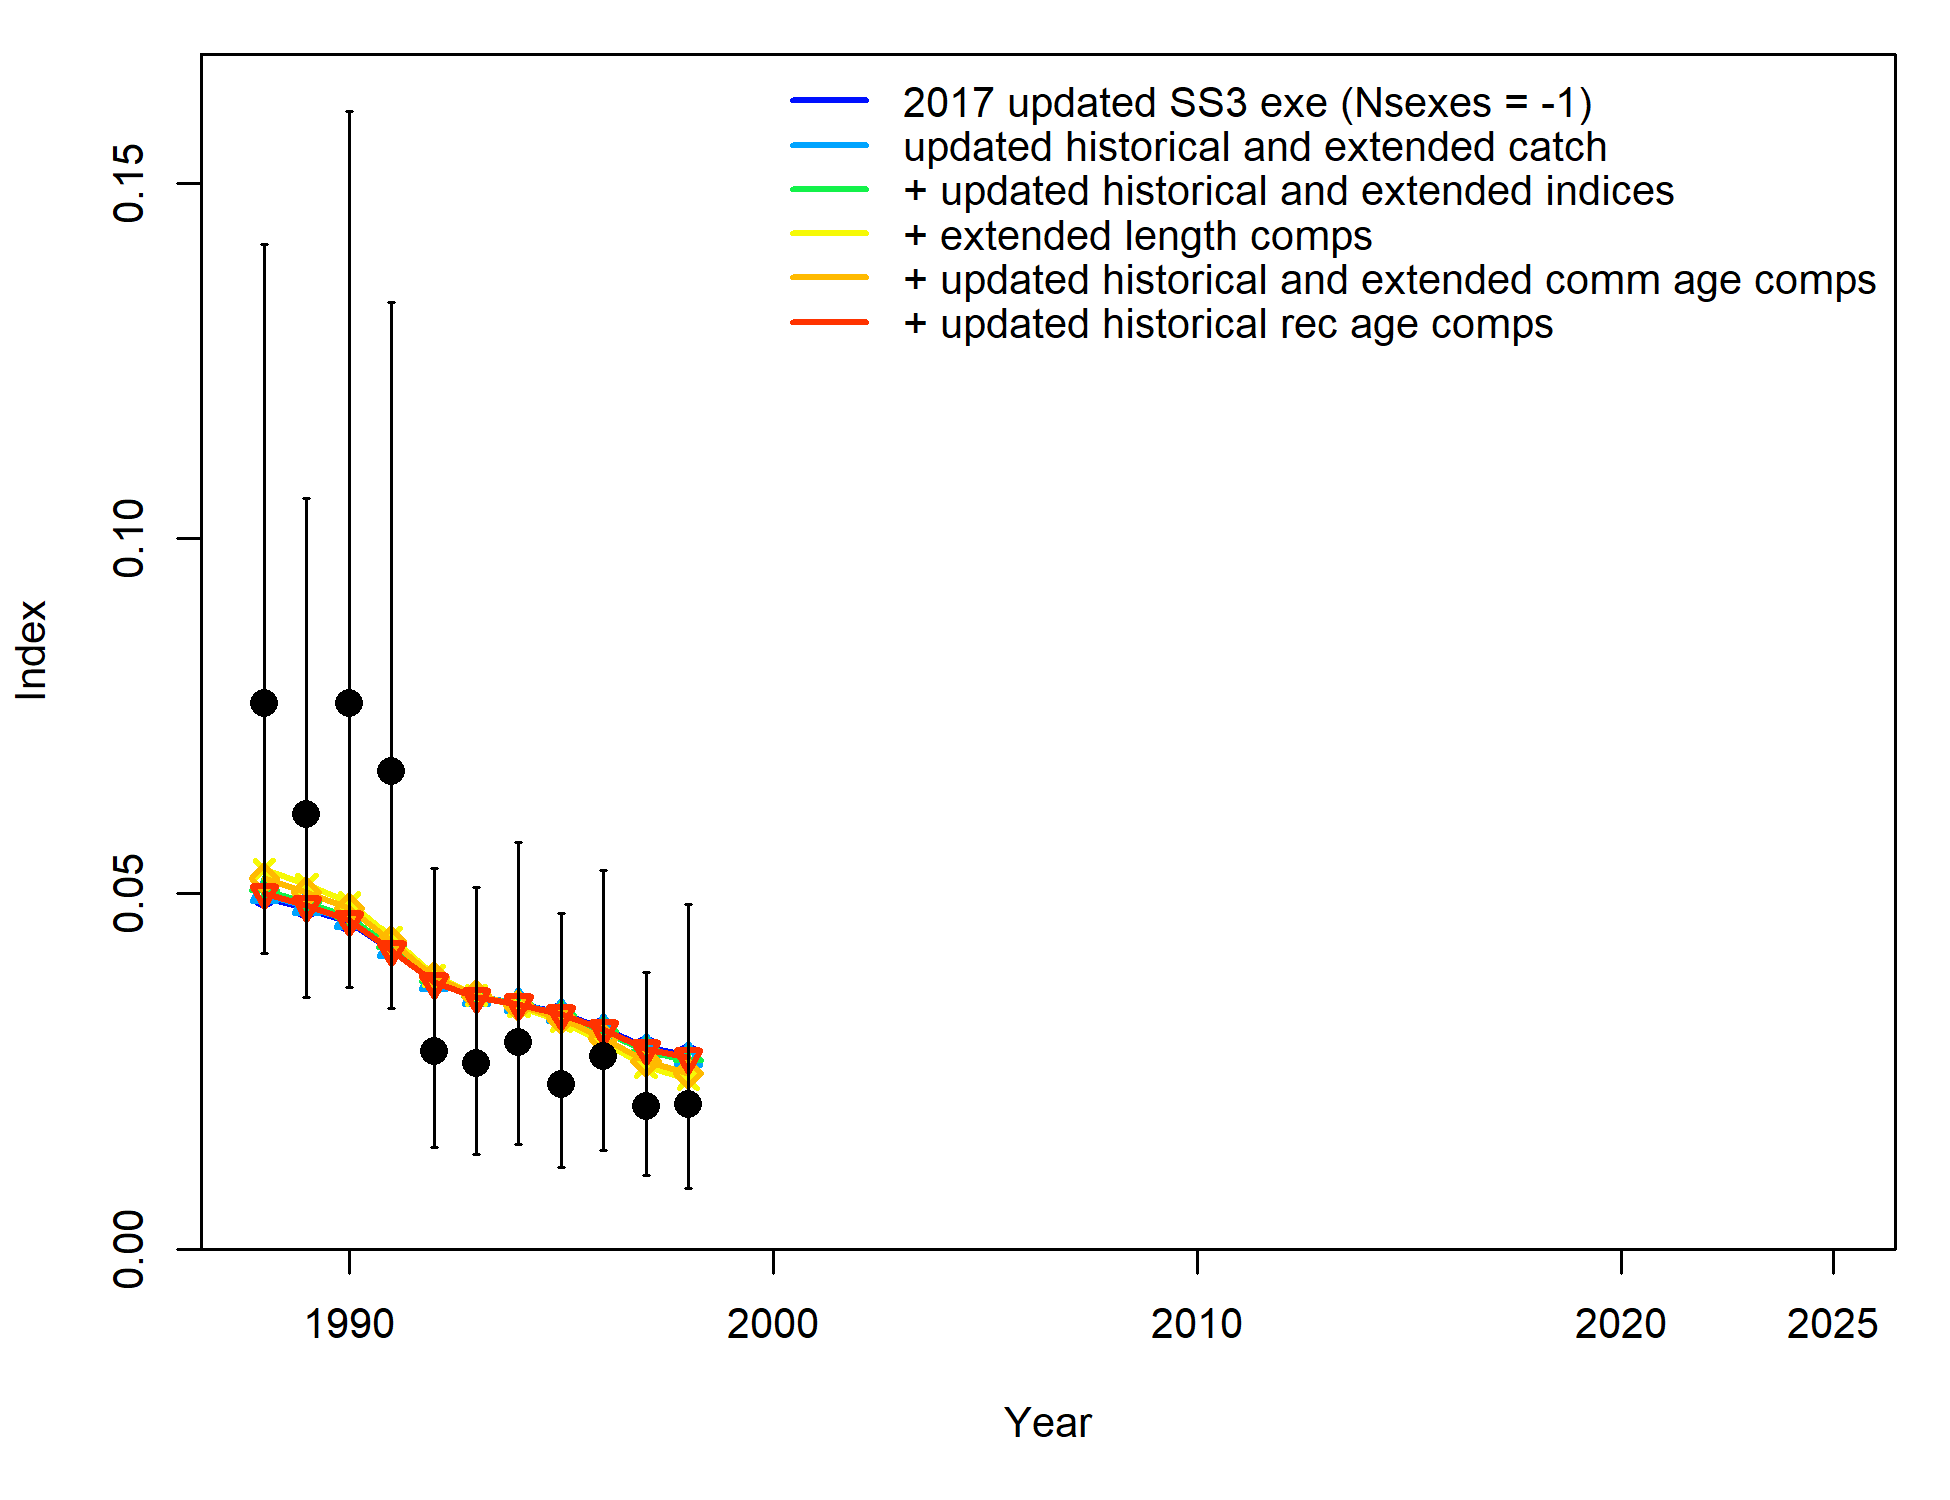 2017 updated SS3 exe (Nsexes = -1)
updated historical and extended catch
+ updated historical and extended indices
+ extended length comps
+ updated historical and extended comm age comps
+ updated historical rec age comps
0.15
0.10
0.05
0.00
Index
1990 2000 2010 2020 2025
Year